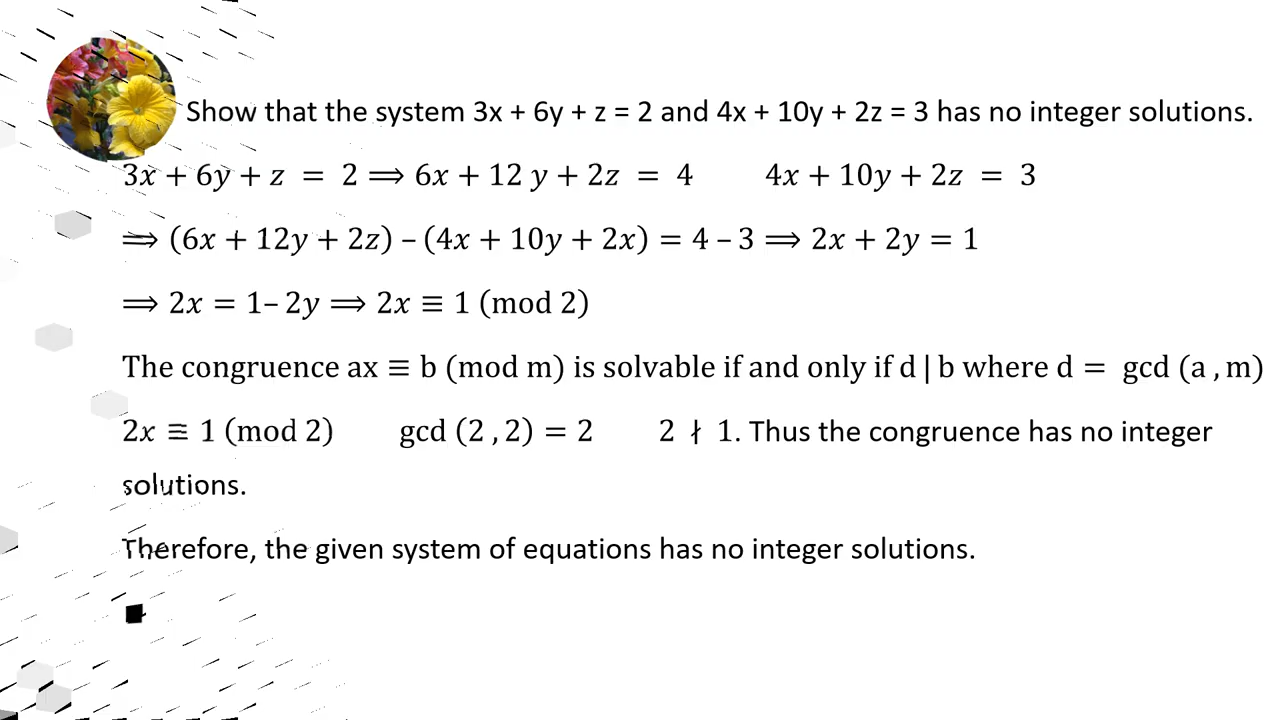 Show that the system 3x + 6y + z = 2 and 4x + 10y + 2z = 3 has no integer solutions.
3x + 6y + z = 2 ⟹ 6x + 12 y + 2z = 4 4x + 10y + 2z = 3
⟹ (6x + 12y + 2z) – (4x + 10y + 2x) = 4 – 3 ⟹ 2x + 2y = 1
⟹ 2x = 1– 2y ⟹ 2x ≡ 1 (mod 2)
The congruence ax ≡ b (mod m) is solvable if and only if d | b where d = gcd (a , m)
2x ≡ 1 (mod 2) gcd (2 , 2) = 2 2 ∤ 1. Thus the congruence has no integer
solutions.
Therefore, the given system of equations has no integer solutions.
■